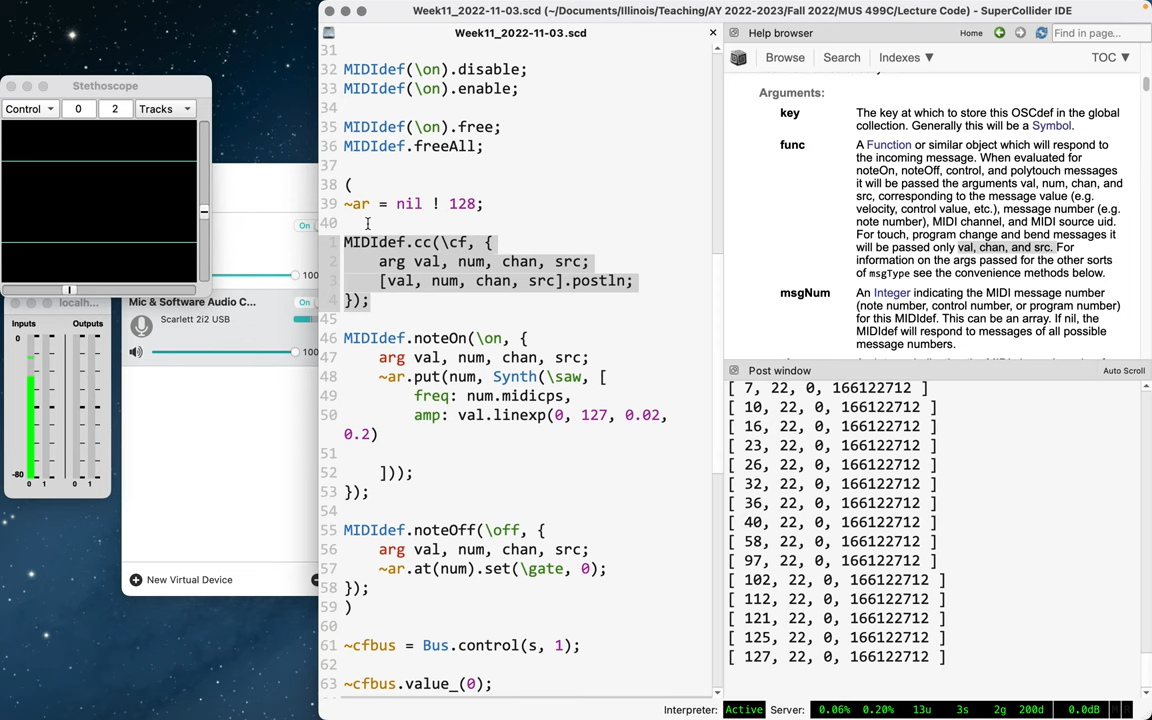 Week11_2022-11-03.scd (~/Documents/Illinois/Teaching/AY 2022-2023/Fall 2022/MUS 499C/Lecture Code) - SuperCollider IDE
Week11_2022-11-03.scd
31
32 MIDIdef(\on).disable;
33 MIDIdef(\on).enable;
34
35 MIDIdef(\on).free;
36 MIDIdef.freeAll;
37
38 (
39 ~ar = nil ! 128;
40
1 MIDIdef.cc(\cf, {
2 arg val, num, chan, src;
3 [val, num, chan, src].postln;
4 });
45
46 MIDIdef.noteOn(\on, {
47 arg val, num, chan, src;
48 ~ar.put(num, Synth(\saw, [
49 freq: num.midicps,
50 amp: val.linexp(0, 127, 0.02,
0.2)
51
52 ]));
53 });
54
55 MIDIdef.noteOff(\off, {
56 arg val, num, chan, src;
57 ~ar.at(num).set(\gate, 0);
58 });
59 )
60
61 ~cfbus = Bus.control(s, 1);
62
63 ~cfbus.value_(0);
Stethoscope
Control 0 2 Tracks
On
100
localh...
Inputs Outputs
0
-80
0 1 0 1
Mic & Software Audio C...
On
Scarlett 2i2 USB
100
New Virtual Device
Help browser
Home
Find in page...
Browse Search Indexes ▼ TOC ▼
Arguments:
key The key at which to store this OSCdef in the global
collection. Generally this will be a Symbol.
func A Function or similar object which will respond to
the incoming message. When evaluated for
noteOn, noteOff, control, and polytouch messages
it will be passed the arguments val, num, chan, and
src, corresponding to the message value (e.g.
velocity, control value, etc.), message number (e.g.
note number), MIDI channel, and MIDI source uid.
For touch, program change and bend messages it
will be passed only val, chan, and src. For
information on the args passed for the other sorts
of msgType see the convenience methods below.
msgNum An Integer indicating the MIDI message number
(note number, control number, or program number)
for this MIDIdef. This can be an array. If nil, the
MIDIdef will respond to messages of all possible
message numbers.
Post window
Auto Scroll
[ 7, 22, 0, 166122712 ]
[ 10, 22, 0, 166122712 ]
[ 16, 22, 0, 166122712 ]
[ 23, 22, 0, 166122712 ]
[ 26, 22, 0, 166122712 ]
[ 32, 22, 0, 166122712 ]
[ 36, 22, 0, 166122712 ]
[ 40, 22, 0, 166122712 ]
[ 58, 22, 0, 166122712 ]
[ 97, 22, 0, 166122712 ]
[ 102, 22, 0, 166122712 ]
[ 112, 22, 0, 166122712 ]
[ 121, 22, 0, 166122712 ]
[ 125, 22, 0, 166122712 ]
[ 127, 22, 0, 166122712 ]
Interpreter: Active Server: 0.06% 0.20% 13u 3s 2g 200d 0.0dB M R